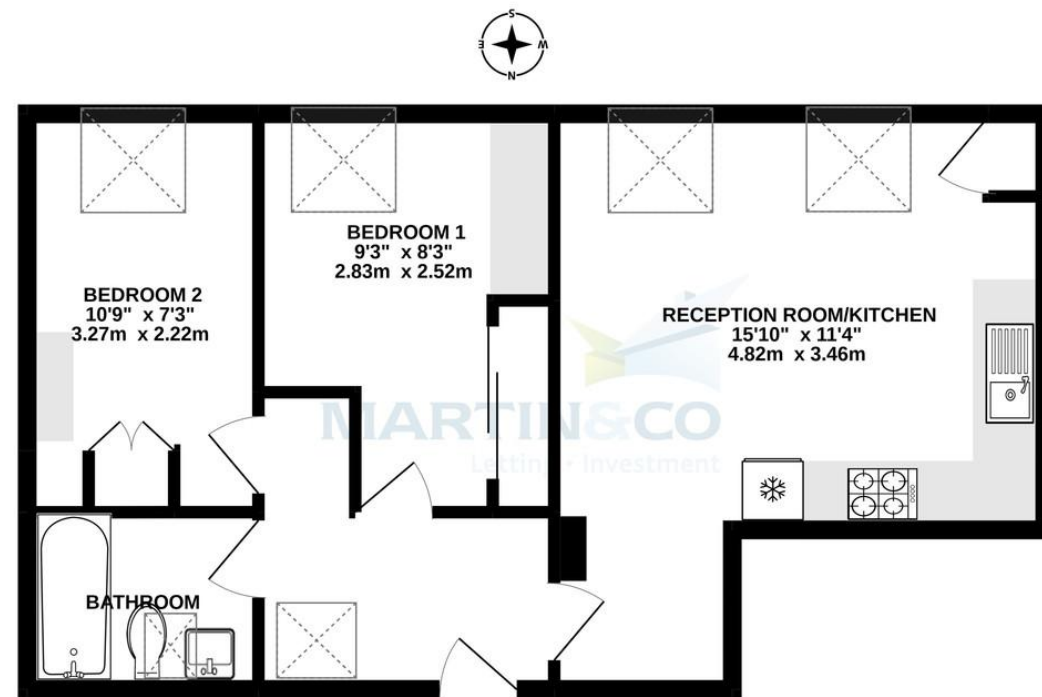 S
E W
N
BEDROOM 1
9'3" x 8'3"
2.83m x 2.52m
BEDROOM 2
10'9" x 7'3"
3.27m x 2.22m
RECEPTION ROOM/KITCHEN
15'10" x 11'4"
4.82m x 3.46m
MARTIN&CO
Letting • Investment
BATHROOM